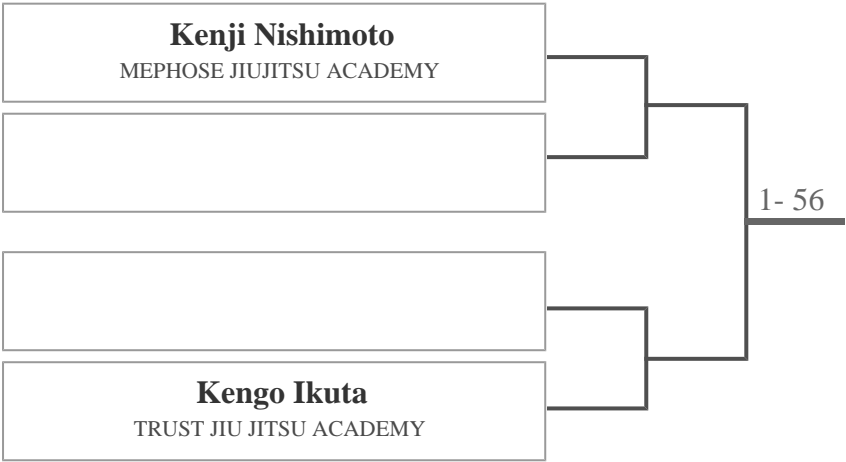 Kenji Nishimoto
MEPHOSE JIUJITSU ACADEMY
1- 56
Kengo Ikuta
TRUST JIU JITSU ACADEMY